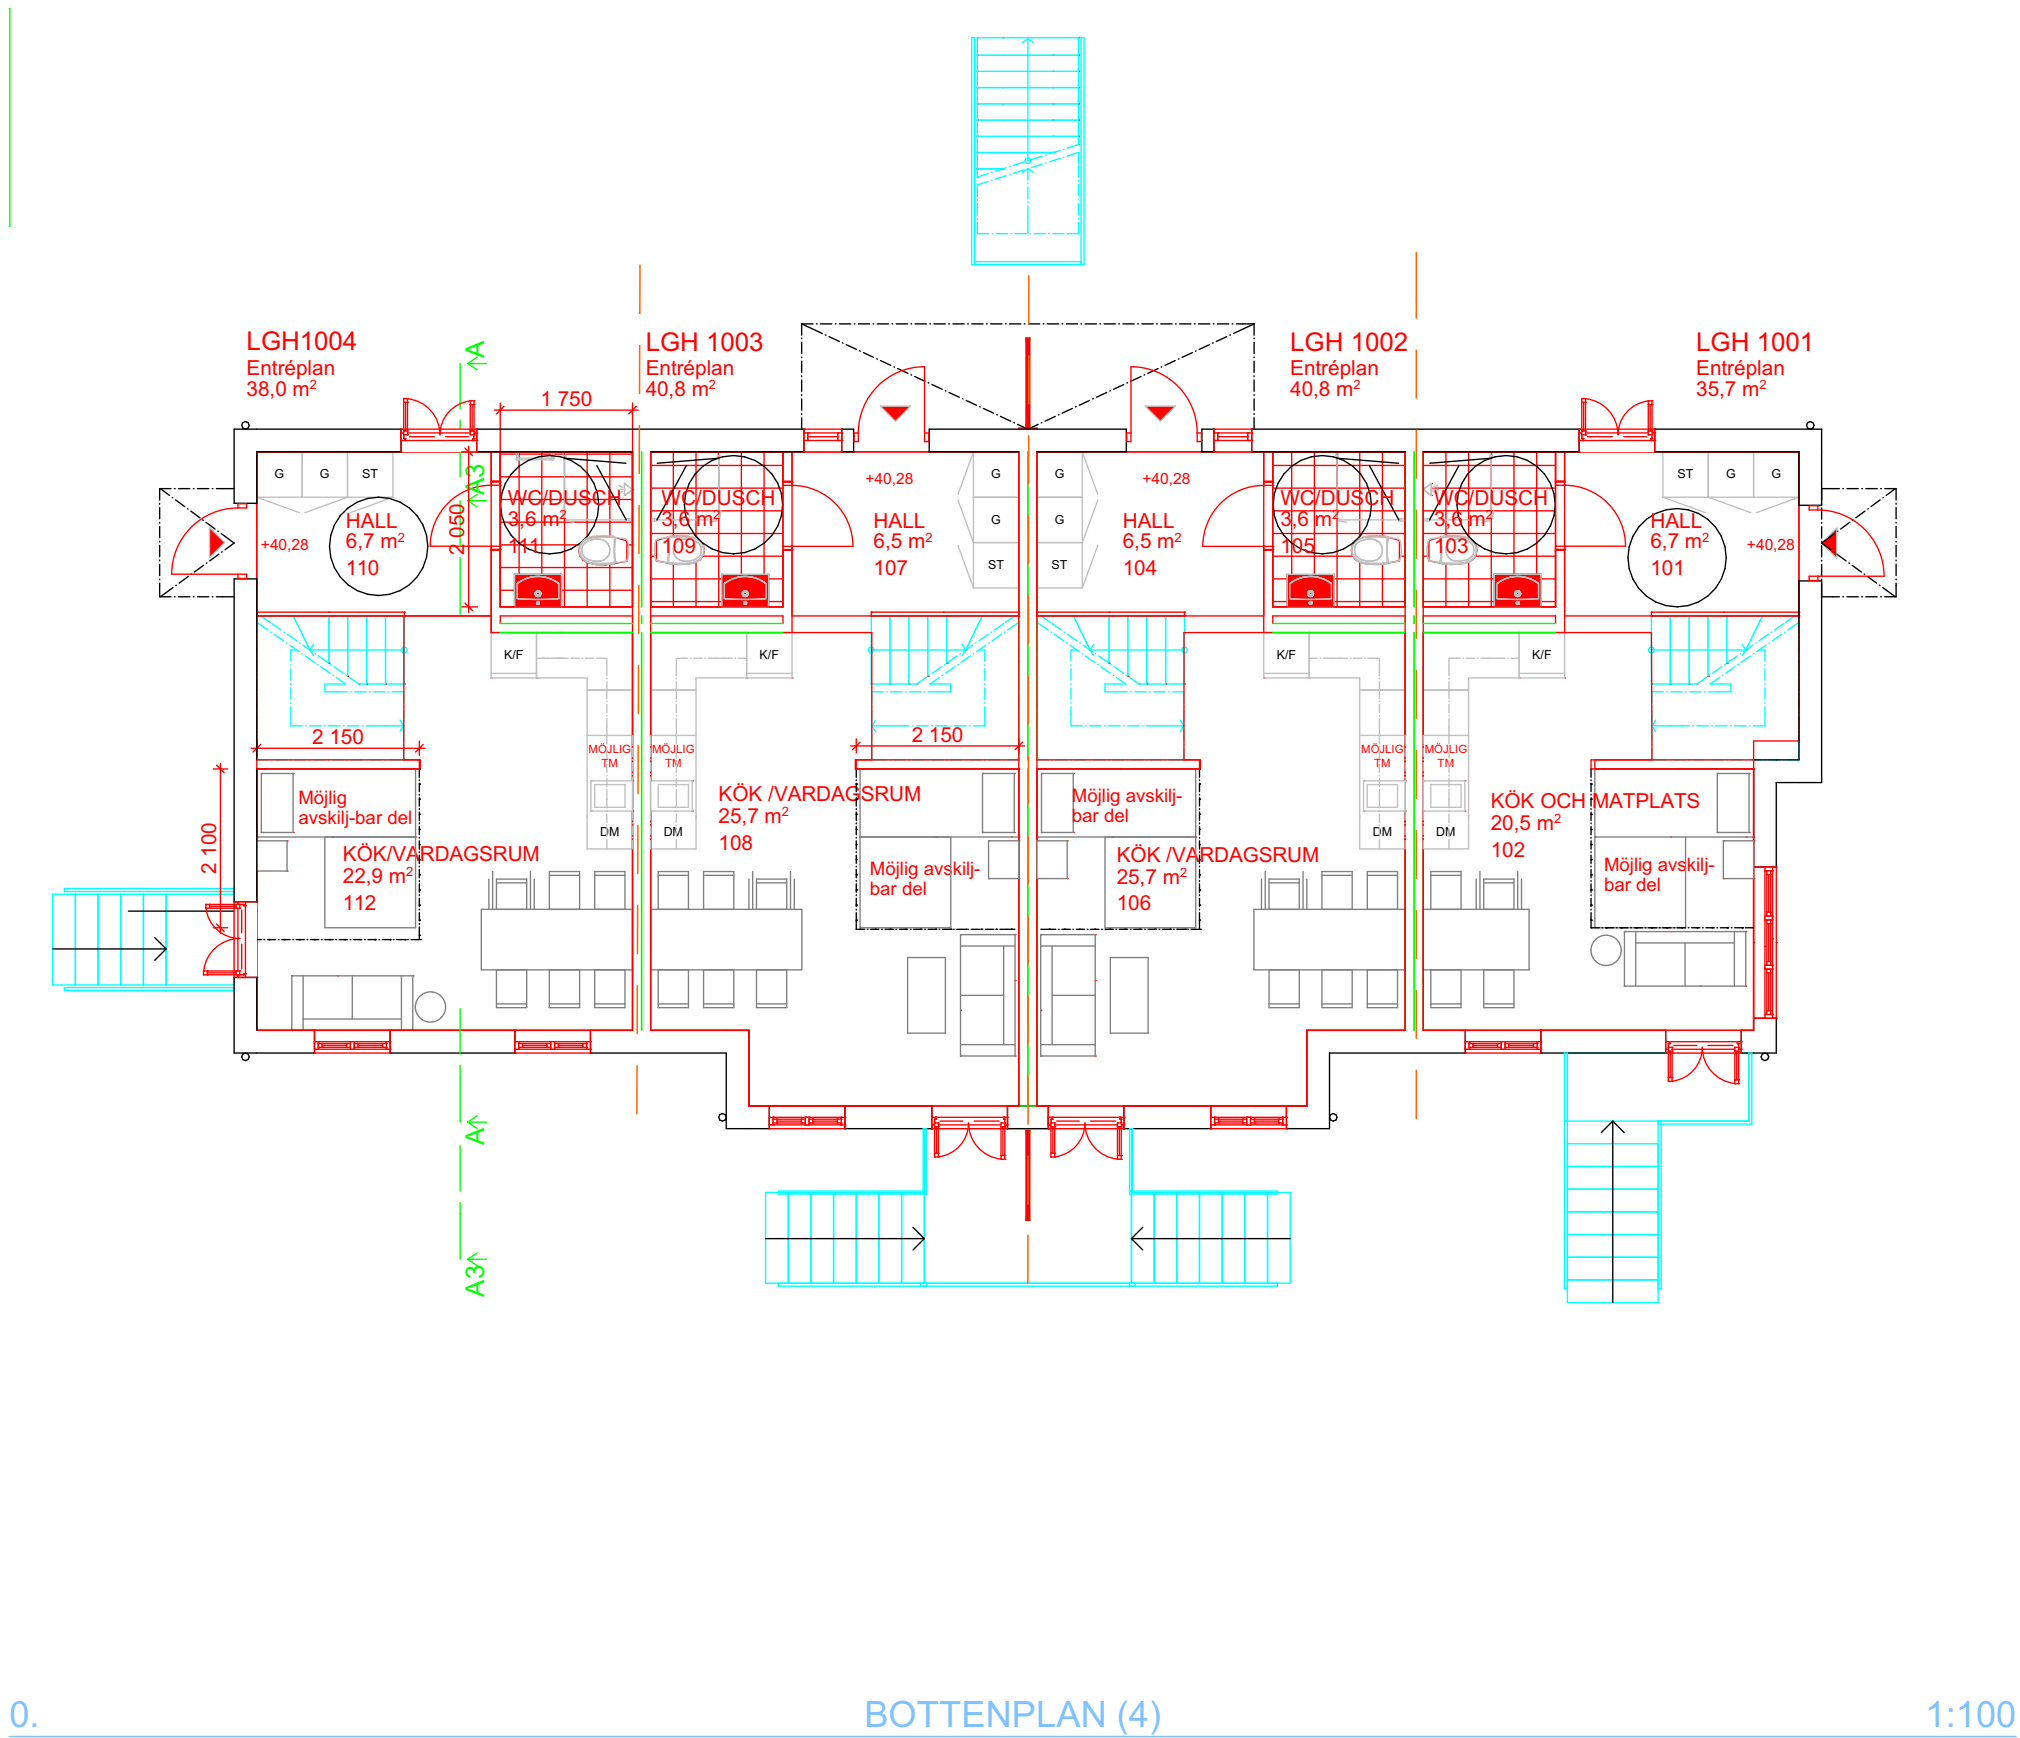 LGH1004
Entréplan
38,0 m²
LGH 1003
Entréplan
40,8 m²
LGH 1002
Entréplan
40,8 m²
LGH 1001
Entréplan
35,7 m²
A
A3
1 750
2 050
G
G
ST
HALL
6,7 m²
110
+40,28
WC/DUSCH
3,6 m²
111
WC/DUSCH
3,6 m²
109
+40,28
HALL
6,5 m²
107
G
G
ST
G
G
ST
+40,28
HALL
6,5 m²
104
WC/DUSCH
3,6 m²
105
WC/DUSCH
3,6 m²
103
ST
G
G
HALL
6,7 m²
101
+40,28
K/F
K/F
K/F
K/F
2 150
2 150
2 100
MÖJLIG
TM
MÖJLIG
TM
MÖJLIG
TM
MÖJLIG
TM
DM
DM
DM
DM
Möjlig
avskilj-bar del
KÖK/VARDAGSRUM
22,9 m²
112
KÖK /VARDAGSRUM
25,7 m²
108
Möjlig avskilj-
bar del
Möjlig avskilj-
bar del
KÖK /VARDAGSRUM
25,7 m²
106
KÖK OCH MATPLATS
20,5 m²
102
Möjlig avskilj-
bar del
A
A3
0.
BOTTENPLAN (4)
1:100